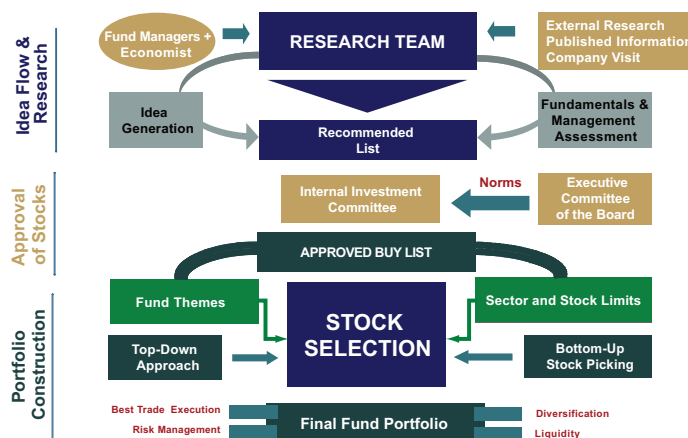 Idea Flow &
Research
Fund Managers +
Economist
RESEARCH TEAM
External Research
Published Information
Company Visit
Idea
Generation
Recommended
List
Fundamentals &
Management
Assessment
Approval
of Stocks
Internal Investment
Committee
Norms
Executive
Committee
of the Board
APPROVED BUY LIST
Portfolio
Construction
Fund Themes
STOCK
SELECTION
Sector and Stock Limits
Top-Down
Approach
Bottom-Up
Stock Picking
Best Trade Execution
Risk Management
Final Fund Portfolio
Diversification
Liquidity